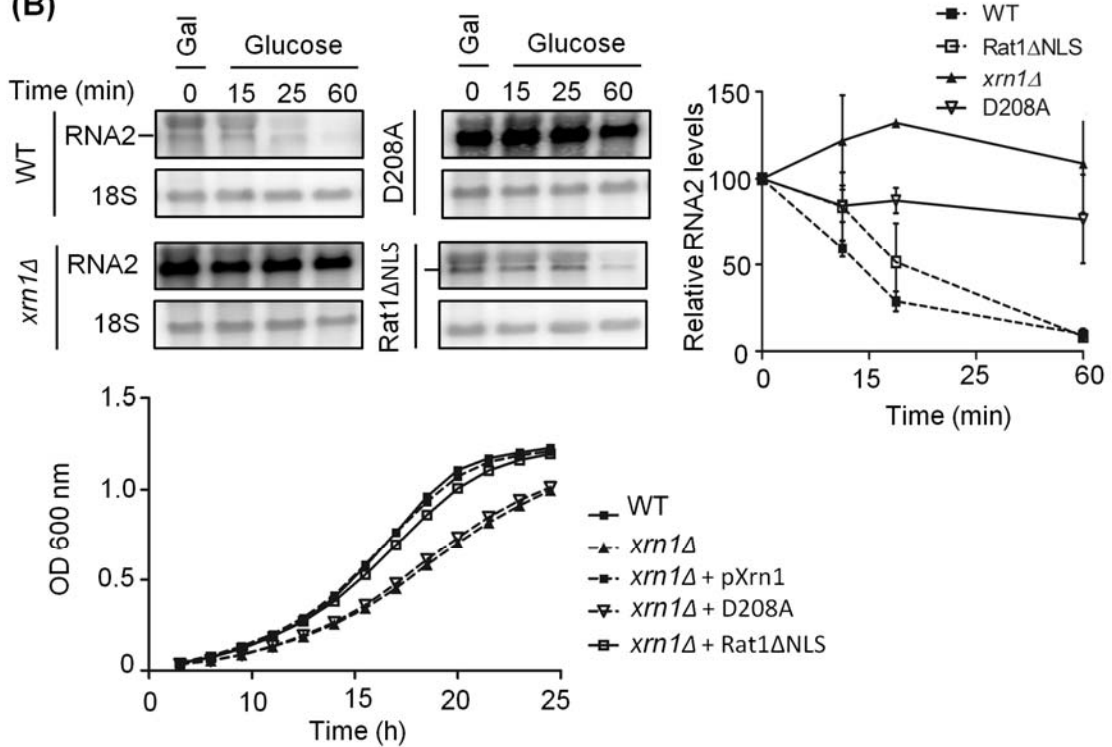 (B)
Gal
Glucose
Time (min) 0 15 25 60
WT
RNA2
18S
xrn1Δ
RNA2
18S
Gal
Glucose
0 15 25 60
D208A
Rat1ΔNLS
WT
Rat1ΔNLS
xrn1Δ
D208A
Relative RNA2 levels
150
100
50
0
0 15 25 60
Time (min)
OD 600 nm
1.5
1.0
0.5
0
0 10 15 20 25
Time (h)
WT
xrn1Δ
xrn1Δ + pXrn1
xrn1Δ + D208A
xrn1Δ + Rat1ΔNLS